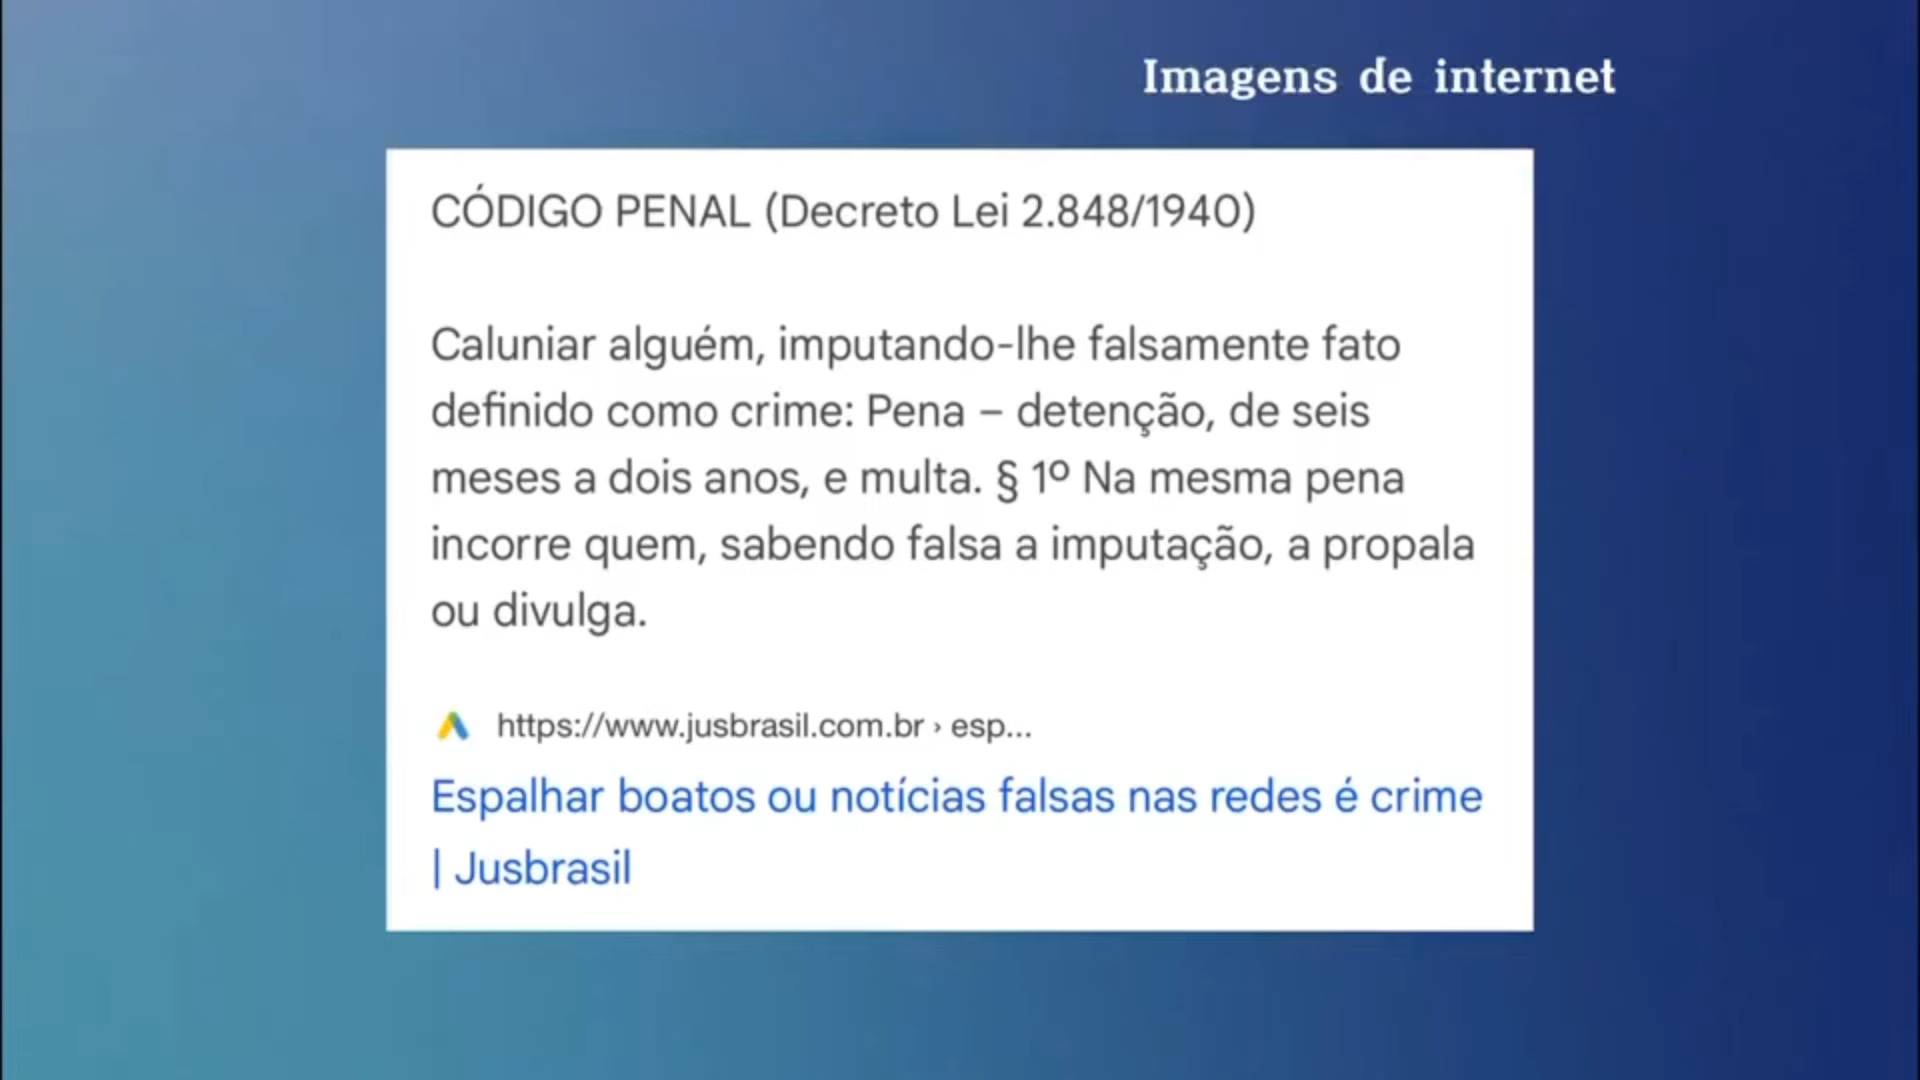 Imagens de internet
CÓDIGO PENAL (Decreto Lei 2.848/1940)
Caluniar alguém, imputando-lhe falsamente fato
definido como crime: Pena – detenção, de seis
meses a dois anos, e multa. § 1º Na mesma pena
incorre quem, sabendo falsa a imputação, a propala
ou divulga.
https://www.jusbrasil.com.br › esp...
Espalhar boatos ou notícias falsas nas redes é crime
| Jusbrasil